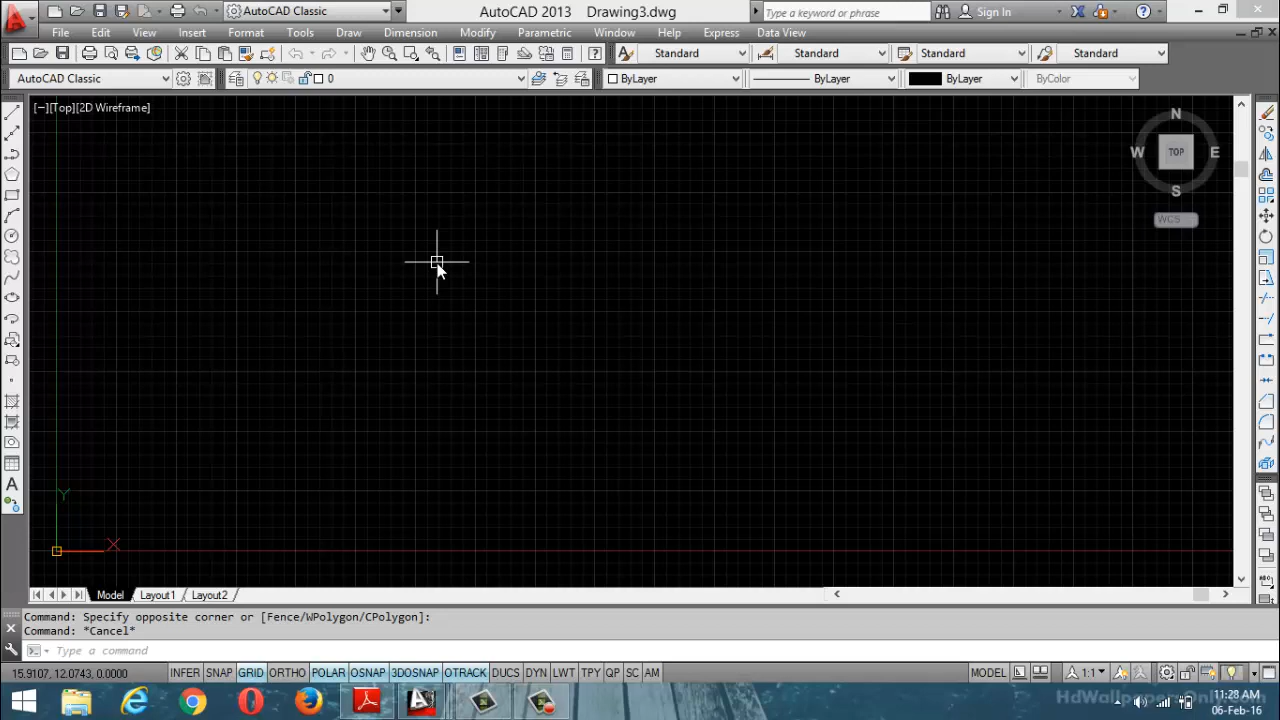 AutoCAD Classic
AutoCAD 2013 Drawing3.dwg
Type a keyword or phrase
Sign In
File Edit View Insert Format Tools Draw Dimension Modify Parametric Window Help Express Data View
Standard Standard Standard Standard
AutoCAD Classic 0 ByLayer ByLayer ByLayer ByColor
[−][Top][2D Wireframe]
N
W TOP E
S
WCS
Y
X
A
Model Layout1 Layout2
Command: Specify opposite corner or [Fence/WPolygon/CPolygon]:
Command: *Cancel*
Type a command
15.9107, 12.0743, 0.0000 INFER SNAP GRID ORTHO POLAR OSNAP 3DOSNAP OTRACK DUCS DYN LWT TPY QP SC AM MODEL 1:1
HdWallpapersOnly.com
11:28 AM
06-Feb-16